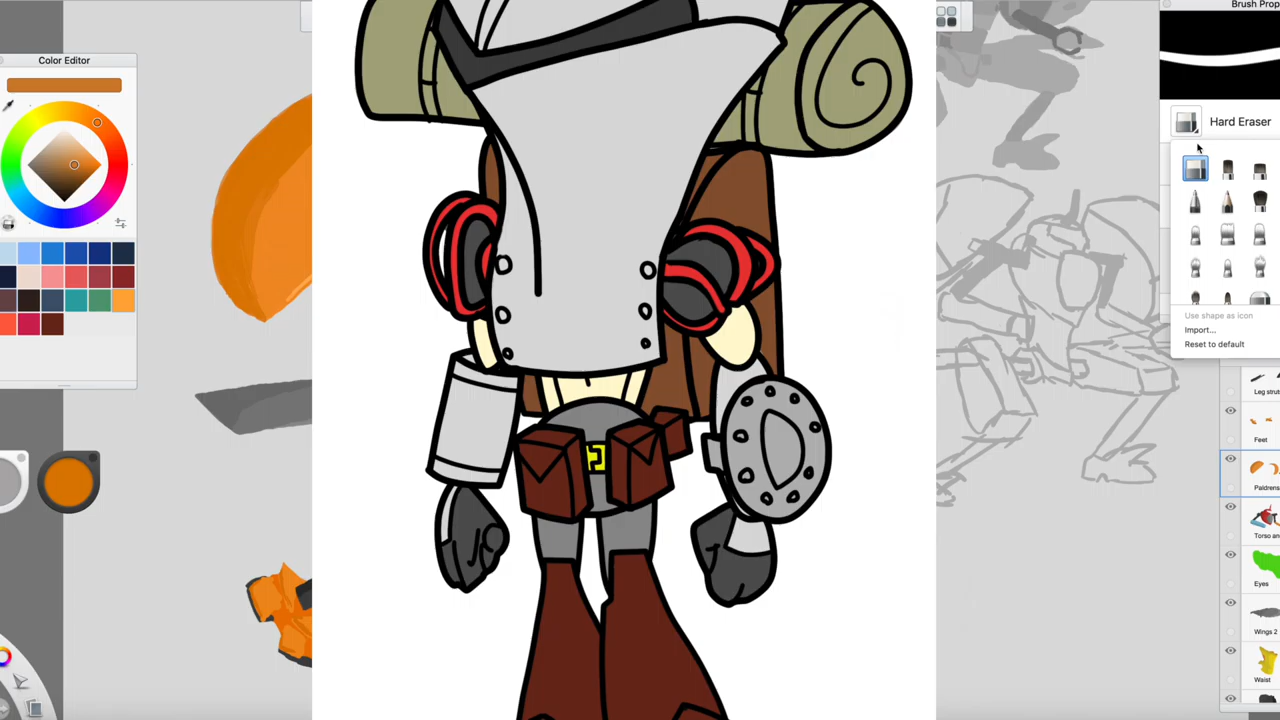 Color Editor
Brush Prop
Hard Eraser
Use shape as icon
Import...
Reset to default
Leg strut
Feet
Paldrens
Torso an
Eyes
Wings 2
Waist